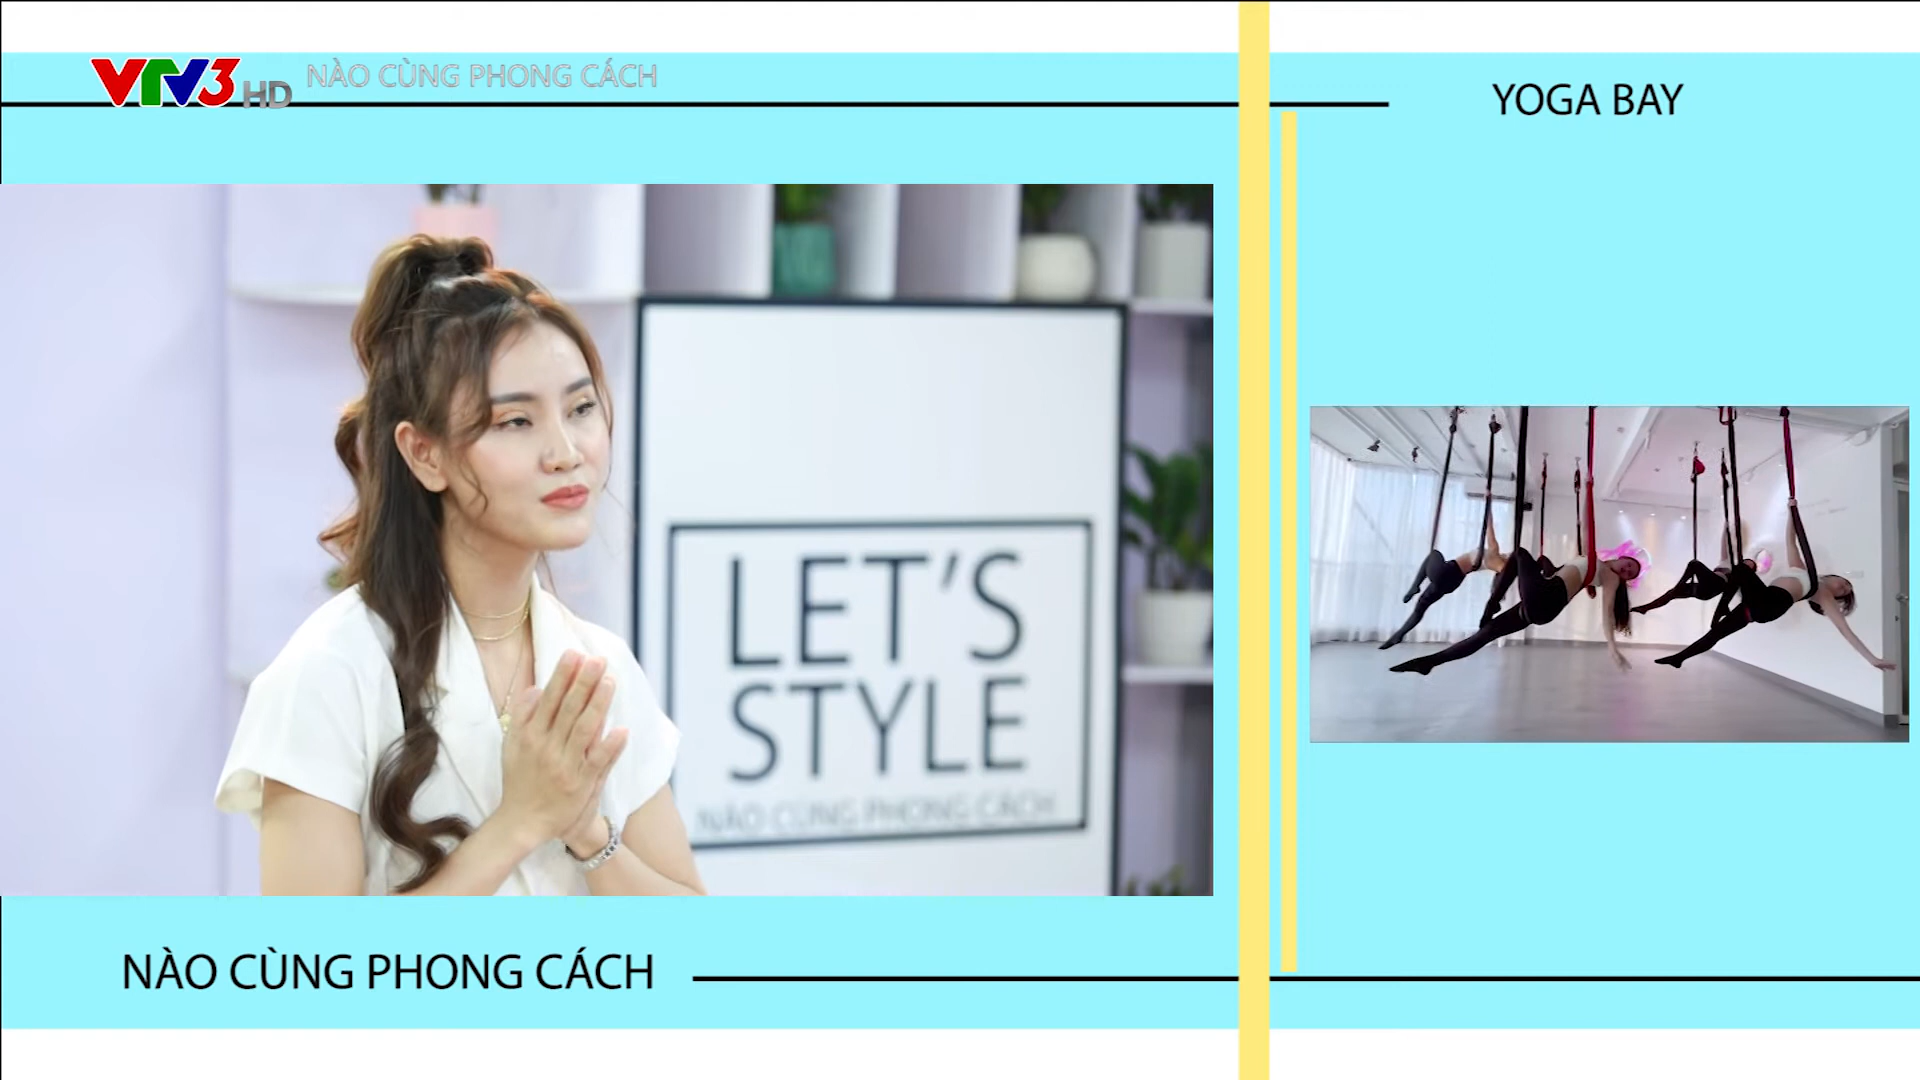 VTV3 HD
NÀO CÙNG PHONG CÁCH
YOGA BAY
LET'S
STYLE
NÀO CÙNG PHONG CÁCH
NÀO CÙNG PHONG CÁCH